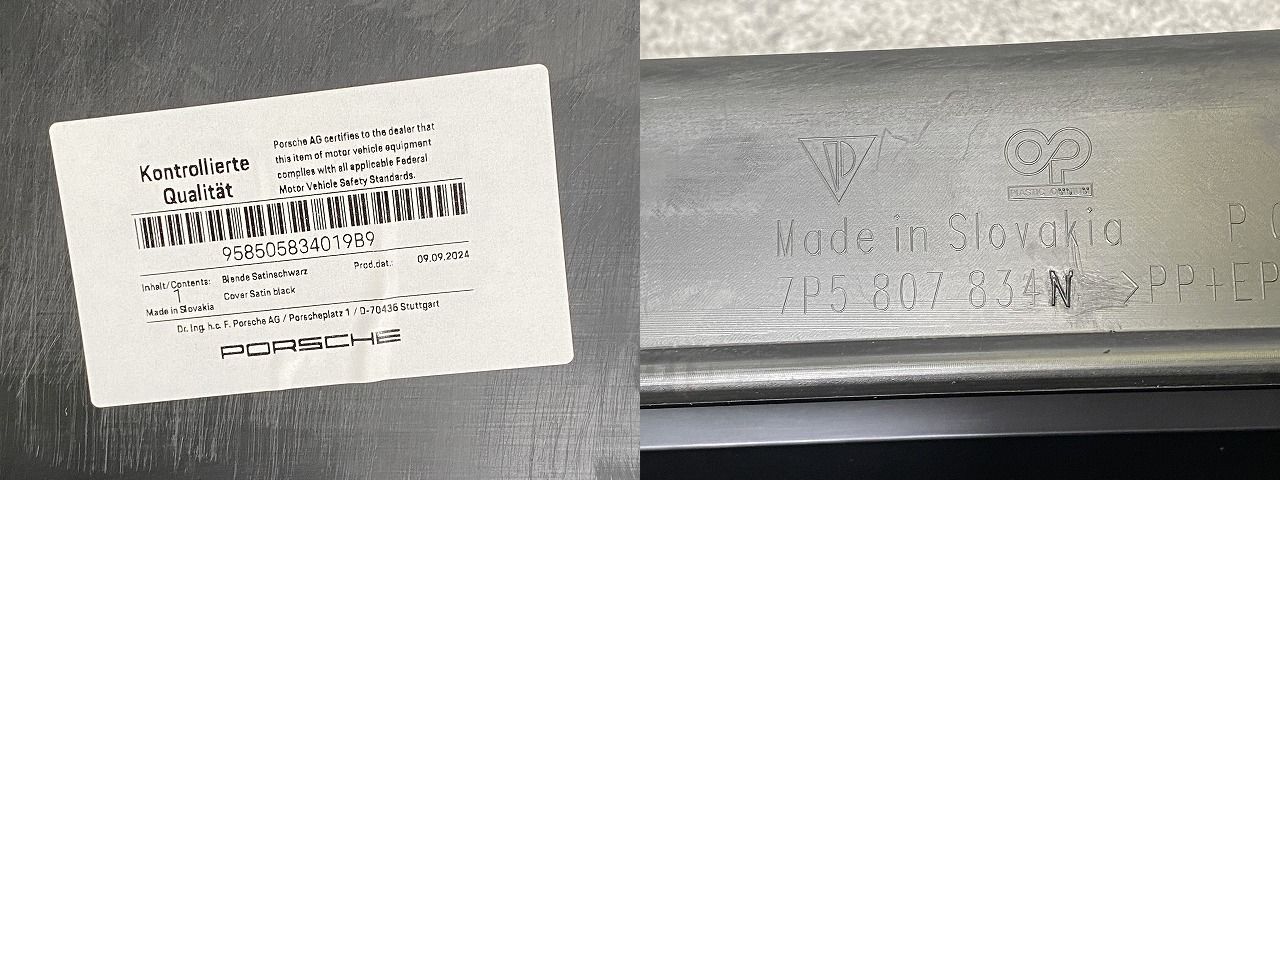 Kontrollierte
Qualität
Porsche AG certifies to the dealer that
this item of motor vehicle equipment
complies with all applicable Federal
Motor Vehicle Safety Standards.
958505834019B9
Inhalt/Contents: Blende Satinschwarz Prod.dat.: 09.09.2024
1 Cover Satin black
Made in Slovakia
Dr. Ing. h.c. F. Porsche AG / Porscheplatz 1 / D-70435 Stuttgart
PORSCHE
PLASTIC OMNIUM
Made in Slovakia P
7P5 807 834 N >PP+EP